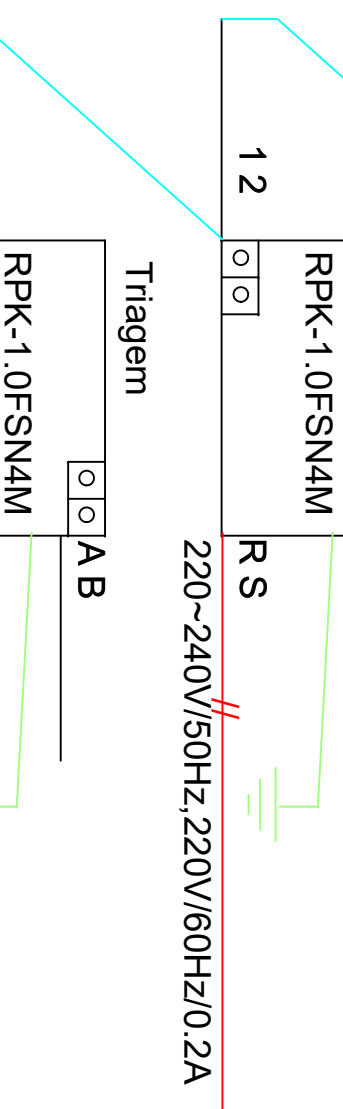 1 2
RPK-1.0FSN4M
R S
220~240V/50Hz,220V/60Hz/0.2A
Triagem
RPK-1.0FSN4M
A B